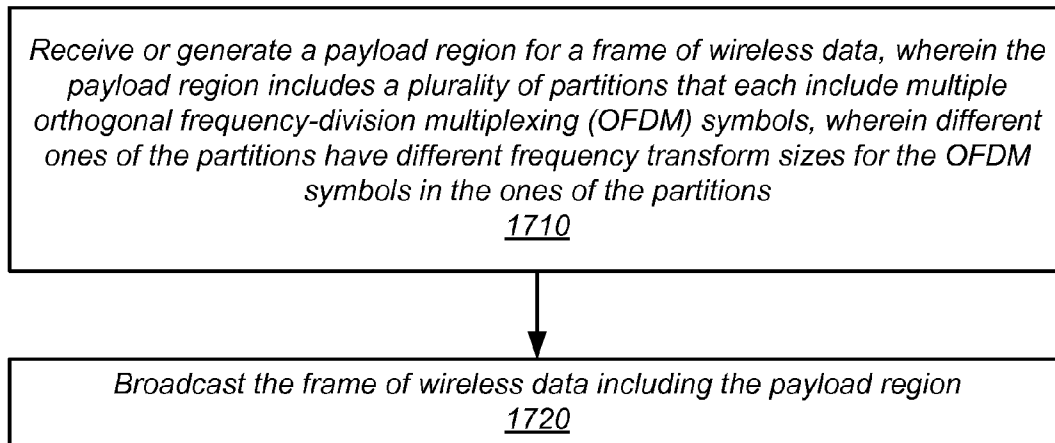 Receive or generate a payload region for a frame of wireless data, wherein the
payload region includes a plurality of partitions that each include multiple
orthogonal frequency-division multiplexing (OFDM) symbols, wherein different
ones of the partitions have different frequency transform sizes for the OFDM
symbols in the ones of the partitions
1710
Broadcast the frame of wireless data including the payload region
1720